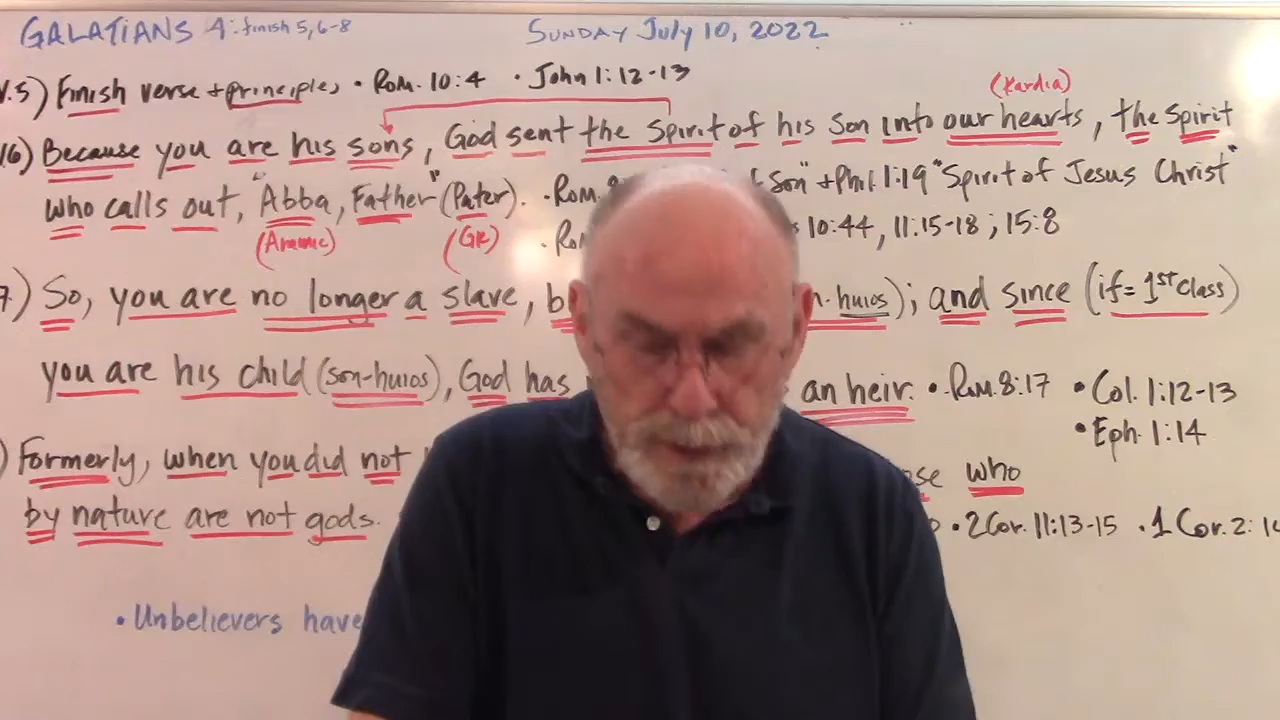 GALATIANS 4: finish 5, 6-8 SUNDAY JULY 10, 2022
V.5) Finish verse + principles • Rom. 10:4 • John 1:12-13
(Kardia)
16) Because you are his sons, God sent the Spirit of his Son into our hearts, the Spirit
who calls out, "Abba, Father" (Pater). • Rom. Son" + Phil. 1:19 "Spirit of Jesus Christ"
(Aramic) (GR) 10:44, 11:15-18; 15:8
7.) So, you are no longer a slave, huios); and since (if = 1st class)
you are his child (son-huios), God has an heir. • Rom. 8:17 • Col. 1:12-13
• Eph. 1:14
) Formerly, when you did not who
by nature are not gods. • 2 Cor. 11:13-15 • 1 Cor. 2:
• Unbelievers have